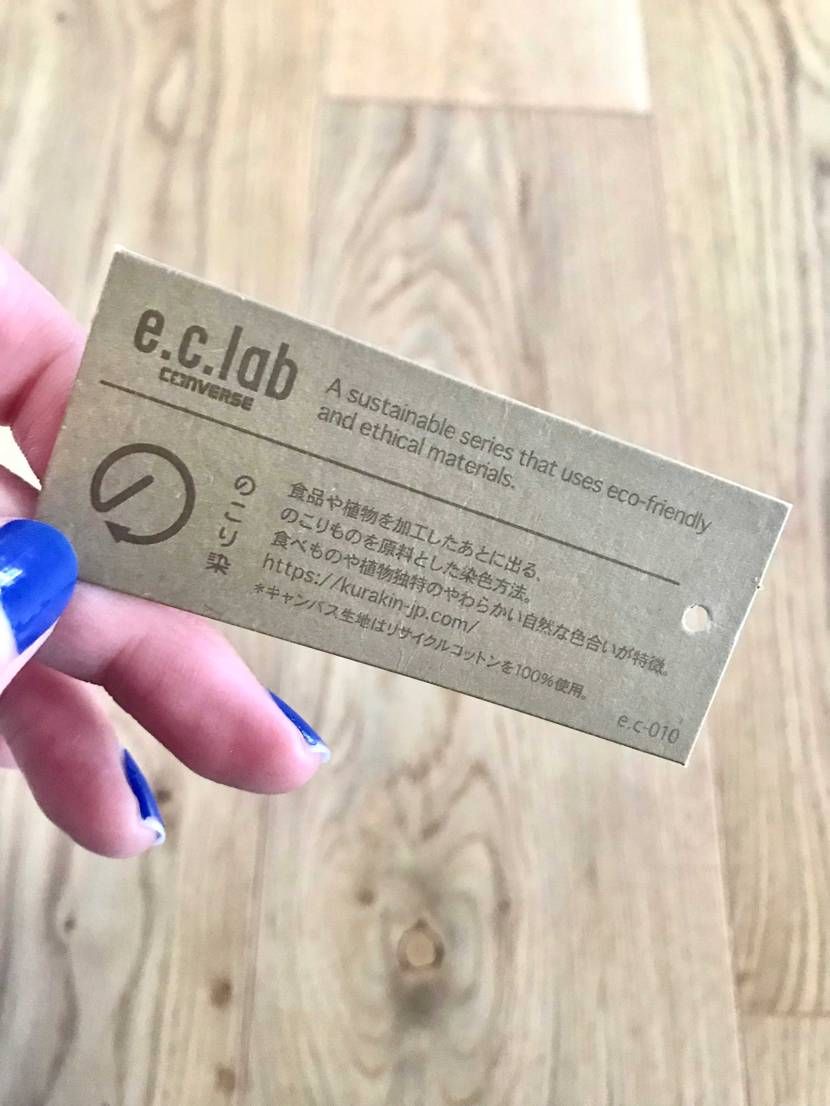 e.c.lab
CONVERSE
A sustainable series that uses eco-friendly
and ethical materials.
のこり染
食品や植物を加工したあとに出る、
のこりものを原料とした染色方法。
食べものや植物独特のやわらかい自然な色合いが特徴。
https://kurakin-jp.com/
*キャンバス生地はリサイクルコットンを100%使用。
e.c-010